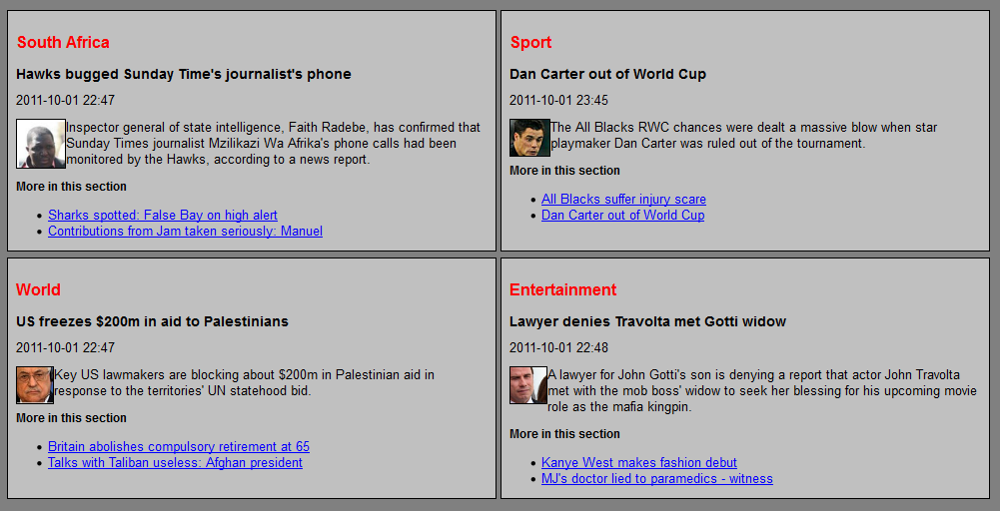 South Africa
Hawks bugged Sunday Time's journalist's phone
2011-10-01 22:47
Inspector general of state intelligence, Faith Radebe, has confirmed that
Sunday Times journalist Mzilikazi Wa Afrika's phone calls had been
monitored by the Hawks, according to a news report.
More in this section
Sharks spotted: False Bay on high alert
Contributions from Jam taken seriously: Manuel
Sport
Dan Carter out of World Cup
2011-10-01 23:45
The All Blacks RWC chances were dealt a massive blow when star
playmaker Dan Carter was ruled out of the tournament.
More in this section
All Blacks suffer injury scare
Dan Carter out of World Cup
World
US freezes $200m in aid to Palestinians
2011-10-01 22:47
Key US lawmakers are blocking about $200m in Palestinian aid in
response to the territories' UN statehood bid.
More in this section
Britain abolishes compulsory retirement at 65
Talks with Taliban useless: Afghan president
Entertainment
Lawyer denies Travolta met Gotti widow
2011-10-01 22:48
A lawyer for John Gotti's son is denying a report that actor John Travolta
met with the mob boss' widow to seek her blessing for his upcoming movie
role as the mafia kingpin.
More in this section
Kanye West makes fashion debut
MJ's doctor lied to paramedics - witness